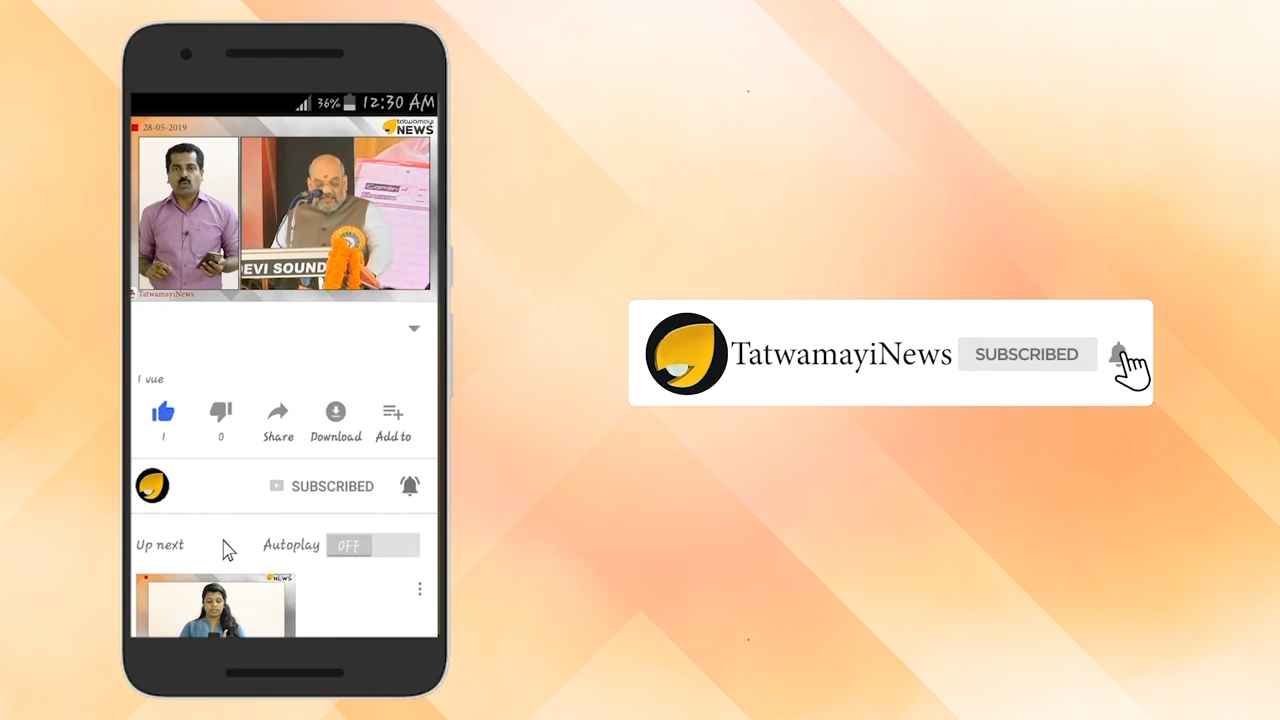 36% 12:30 AM
28-05-2019
tatwamayi
NEWS
DEVI SOUND
TatwamayiNews
1 vue
1 0 Share Download Add to
SUBSCRIBED
Up next Autoplay OFF
NEWS
TatwamayiNews SUBSCRIBED